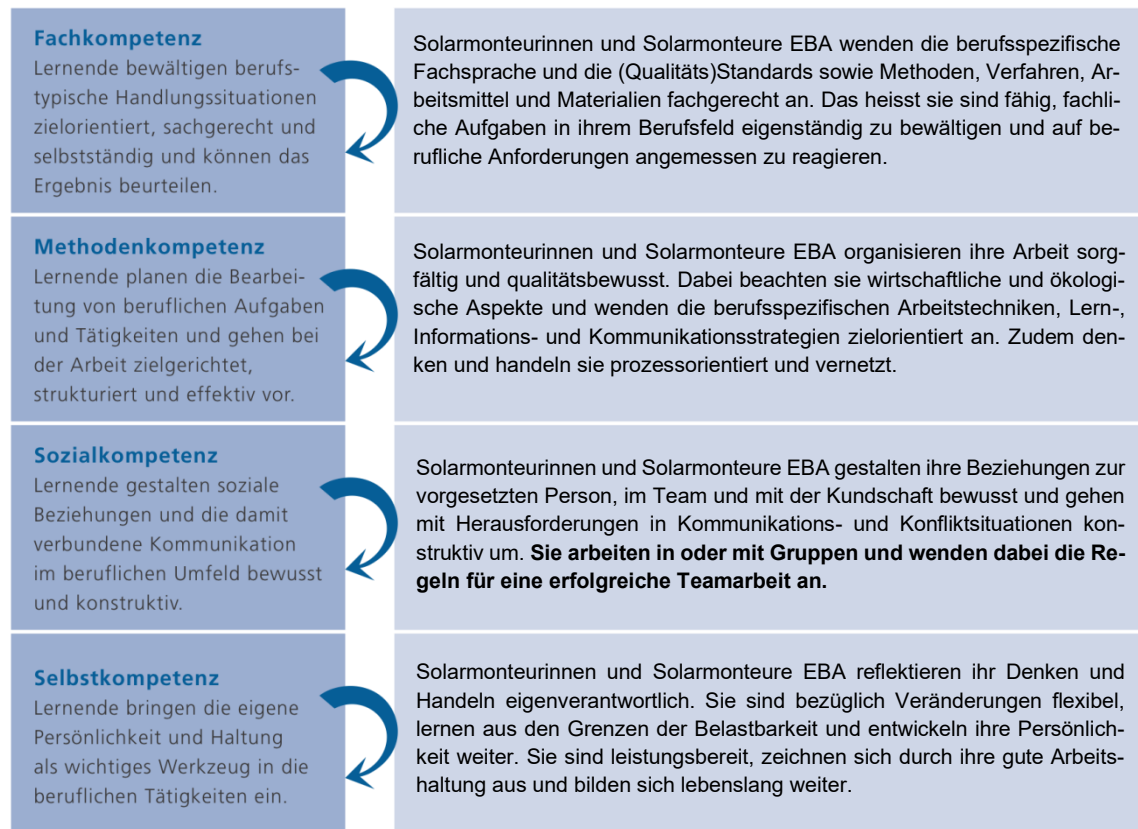 Fachkompetenz
Lernende bewältigen berufs-
typische Handlungssituationen
zielorientiert, sachgerecht und
selbstständig und können das
Ergebnis beurteilen.
Solarmonteurinnen und Solarmonteure EBA wenden die berufsspezifische
Fachsprache und die (Qualitäts)Standards sowie Methoden, Verfahren, Ar-
beitsmittel und Materialien fachgerecht an. Das heisst sie sind fähig, fachli-
che Aufgaben in ihrem Berufsfeld eigenständig zu bewältigen und auf be-
rufliche Anforderungen angemessen zu reagieren.
Methodenkompetenz
Lernende planen die Bearbei-
tung von beruflichen Aufgaben
und Tätigkeiten und gehen bei
der Arbeit zielgerichtet,
strukturiert und effektiv vor.
Solarmonteurinnen und Solarmonteure EBA organisieren ihre Arbeit sorg-
fältig und qualitätsbewusst. Dabei beachten sie wirtschaftliche und ökologi-
sche Aspekte und wenden die berufsspezifischen Arbeitstechniken, Lern-,
Informations- und Kommunikationsstrategien zielorientiert an. Zudem den-
ken und handeln sie prozessorientiert und vernetzt.
Sozialkompetenz
Lernende gestalten soziale
Beziehungen und die damit
verbundene Kommunikation
im beruflichen Umfeld bewusst
und konstruktiv.
Solarmonteurinnen und Solarmonteure EBA gestalten ihre Beziehungen zur
vorgesetzten Person, im Team und mit der Kundschaft bewusst und gehen
mit Herausforderungen in Kommunikations- und Konfliktsituationen kon-
struktiv um. Sie arbeiten in oder mit Gruppen und wenden dabei die Re-
geln für eine erfolgreiche Teamarbeit an.
Selbstkompetenz
Lernende bringen die eigene
Persönlichkeit und Haltung
als wichtiges Werkzeug in die
beruflichen Tätigkeiten ein.
Solarmonteurinnen und Solarmonteure EBA reflektieren ihr Denken und
Handeln eigenverantwortlich. Sie sind bezüglich Veränderungen flexibel,
lernen aus den Grenzen der Belastbarkeit und entwickeln ihre Persönlich-
keit weiter. Sie sind leistungsbereit, zeichnen sich durch ihre gute Arbeits-
haltung aus und bilden sich lebenslang weiter.